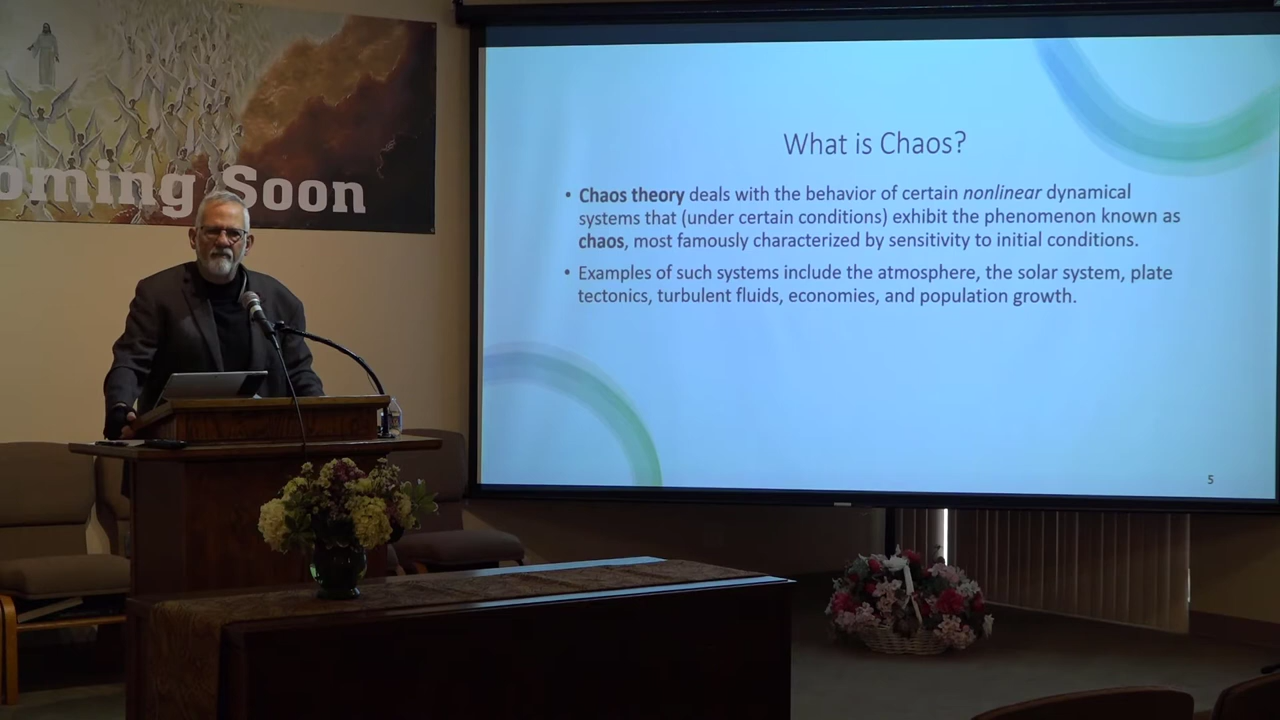 oming Soon
What is Chaos?
• Chaos theory deals with the behavior of certain nonlinear dynamical
systems that (under certain conditions) exhibit the phenomenon known as
chaos, most famously characterized by sensitivity to initial conditions.
• Examples of such systems include the atmosphere, the solar system, plate
tectonics, turbulent fluids, economies, and population growth.
5